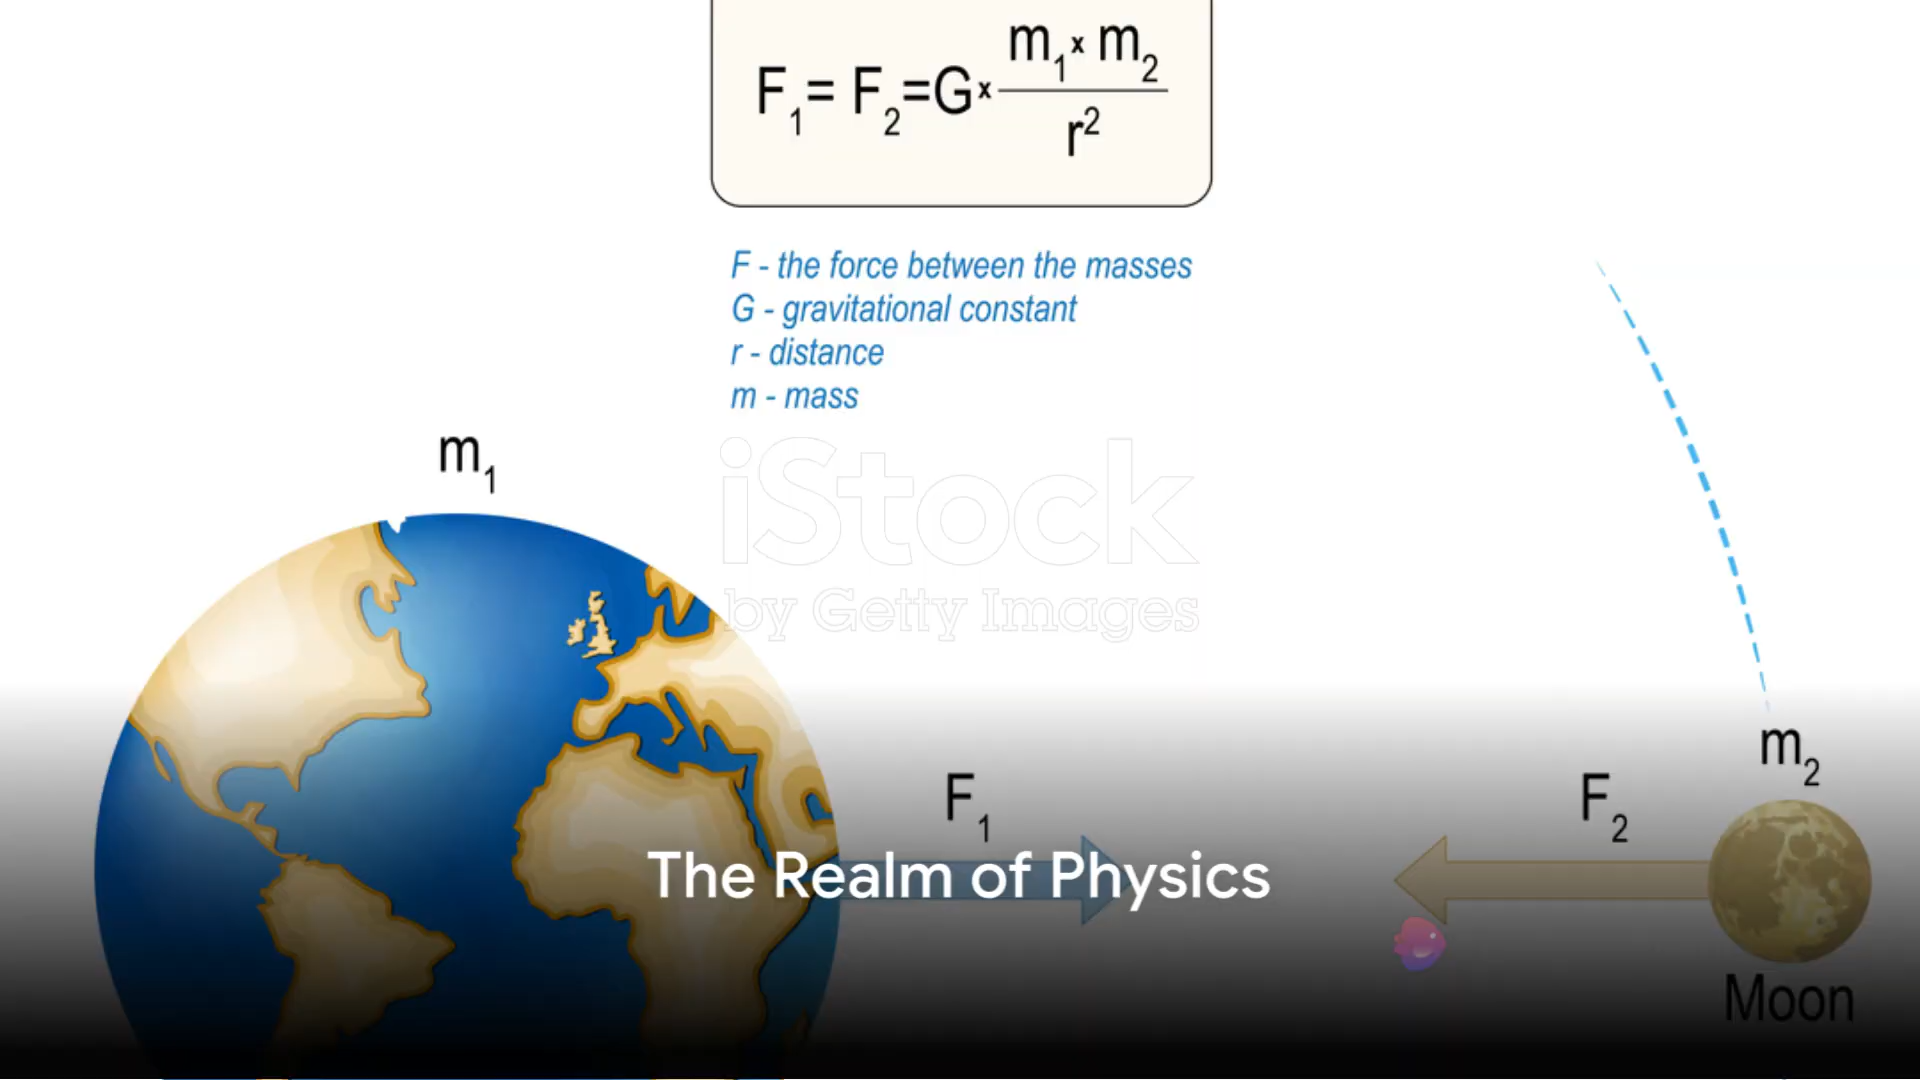 F₁= F₂=G× m₁× m₂ / r²
F - the force between the masses
G - gravitational constant
r - distance
m - mass
m₁
iStock
by Getty Images
m₂
F₁
F₂
The Realm of Physics
Moon